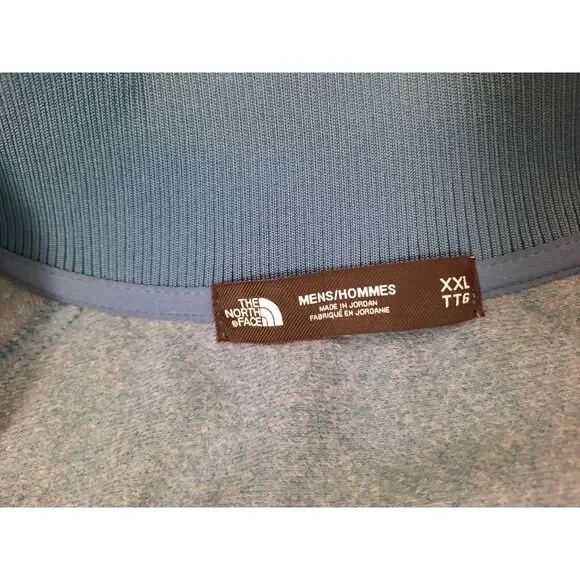 THE
NORTH
FACE
MENS/HOMMES
MADE IN JORDAN
FABRIQUÉ EN JORDANIE
XXL
TTG